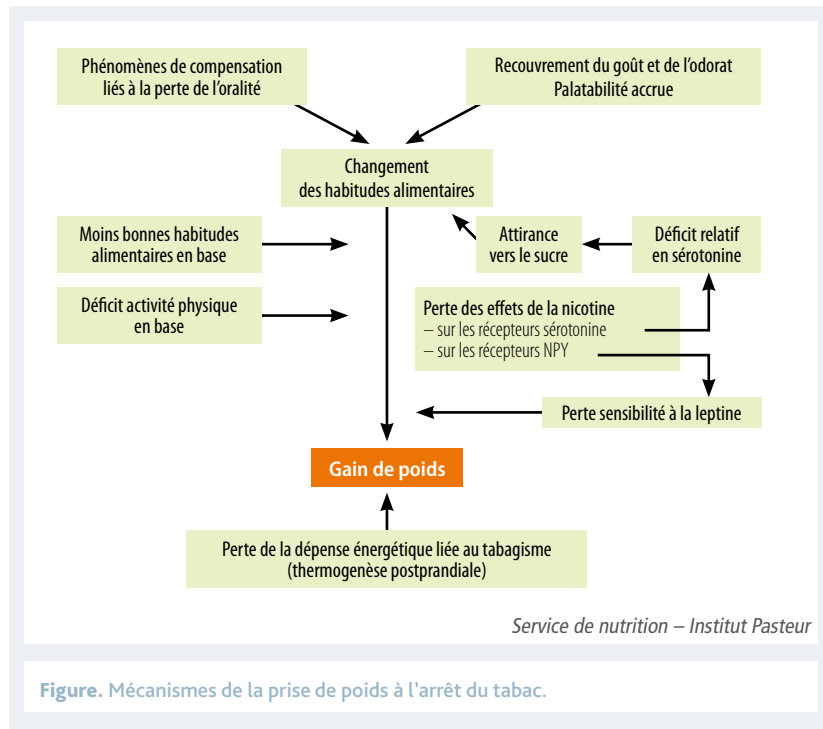 Phénomènes de compensation
liés à la perte de l'oralité
Recouvrement du goût et de l'odorat
Palatabilité accrue
Changement
des habitudes alimentaires
Moins bonnes habitudes
alimentaires en base
Attirance
vers le sucre
Déficit relatif
en sérotonine
Déficit activité physique
en base
Perte des effets de la nicotine
– sur les récepteurs sérotonine
– sur les récepteurs NPY
Perte sensibilité à la leptine
Gain de poids
Perte de la dépense énergétique liée au tabagisme
(thermogenèse postprandiale)
Service de nutrition – Institut Pasteur
Figure. Mécanismes de la prise de poids à l'arrêt du tabac.